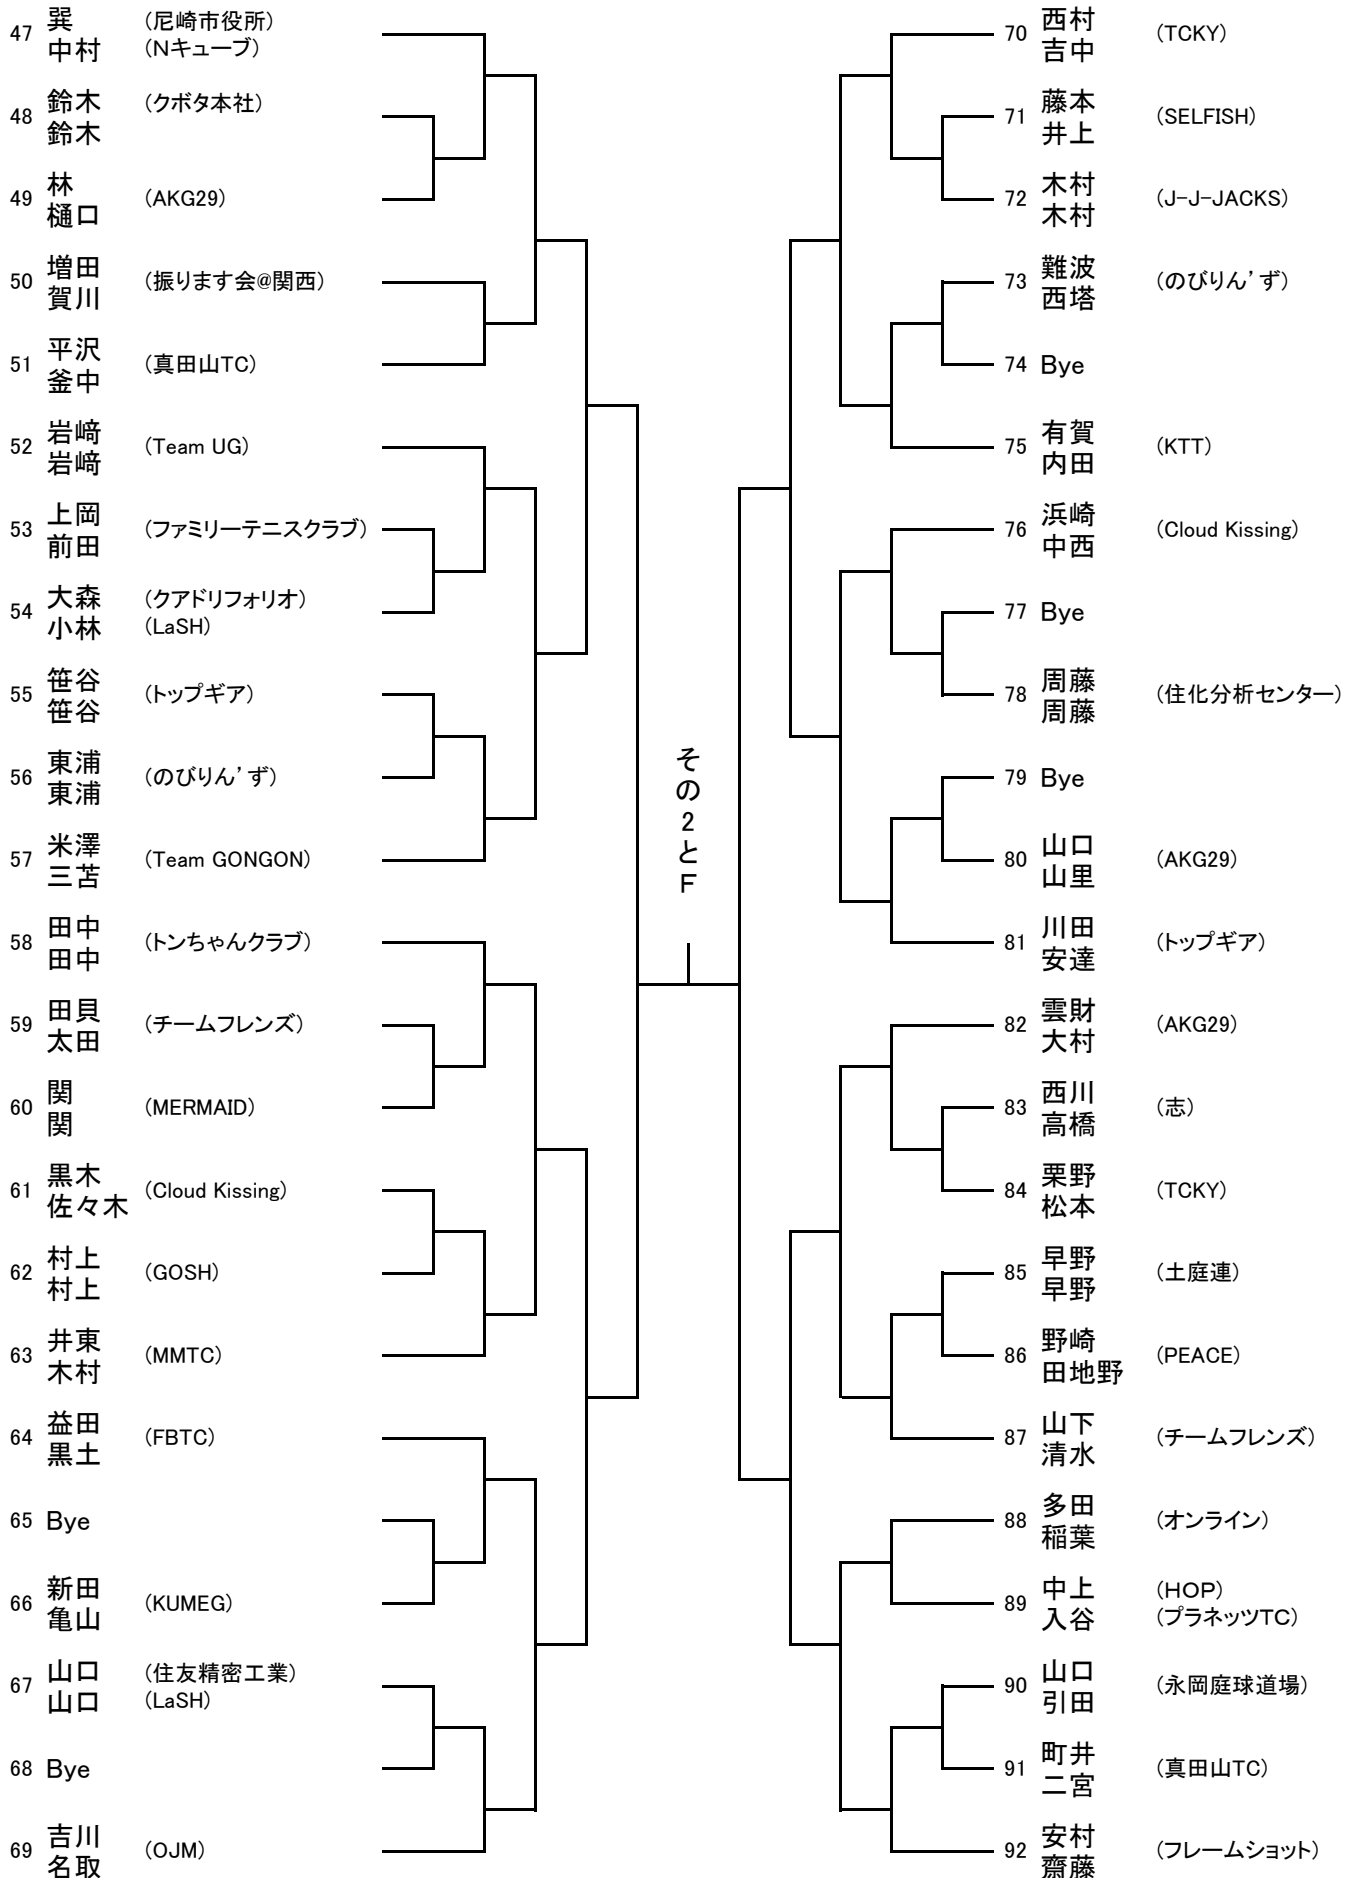 47 巽 (尼崎市役所)
中村 (Nキューブ)
48 鈴木 (クボタ本社)
鈴木
49 林 (AKG29)
樋口
50 増田 (振ります会@関西)
賀川
51 平沢 (真田山TC)
釜中
52 岩﨑 (Team UG)
岩﨑
53 上岡 (ファミリーテニスクラブ)
前田
54 大森 (クアドリフォリオ)
小林 (LaSH)
55 笹谷 (トップギア)
笹谷
56 東浦 (のびりん’ず)
東浦
57 米澤 (Team GONGON)
三苫
58 田中 (トンちゃんクラブ)
田中
59 田貝 (チームフレンズ)
太田
60 関 (MERMAID)
関
61 黒木 (Cloud Kissing)
佐々木
62 村上 (GOSH)
村上
63 井東 (MMTC)
木村
64 益田 (FBTC)
黒土
65 Bye
66 新田 (KUMEG)
亀山
67 山口 (住友精密工業)
山口 (LaSH)
68 Bye
69 吉川 (OJM)
名取
その2とF
70 西村 (TCKY)
吉中
71 藤本 (SELFISH)
井上
72 木村 (J-J-JACKS)
木村
73 難波 (のびりん’ず)
西塔
74 Bye
75 有賀 (KTT)
内田
76 浜崎 (Cloud Kissing)
中西
77 Bye
78 周藤 (住化分析センター)
周藤
79 Bye
80 山口 (AKG29)
山里
81 川田 (トップギア)
安達
82 雲財 (AKG29)
大村
83 西川 (志)
高橋
84 栗野 (TCKY)
松本
85 早野 (土庭連)
早野
86 野崎 (PEACE)
田地野
87 山下 (チームフレンズ)
清水
88 多田 (オンライン)
稲葉
89 中上 (HOP)
入谷 (プラネッツTC)
90 山口 (永岡庭球道場)
引田
91 町井 (真田山TC)
二宮
92 安村 (フレームショット)
齋藤